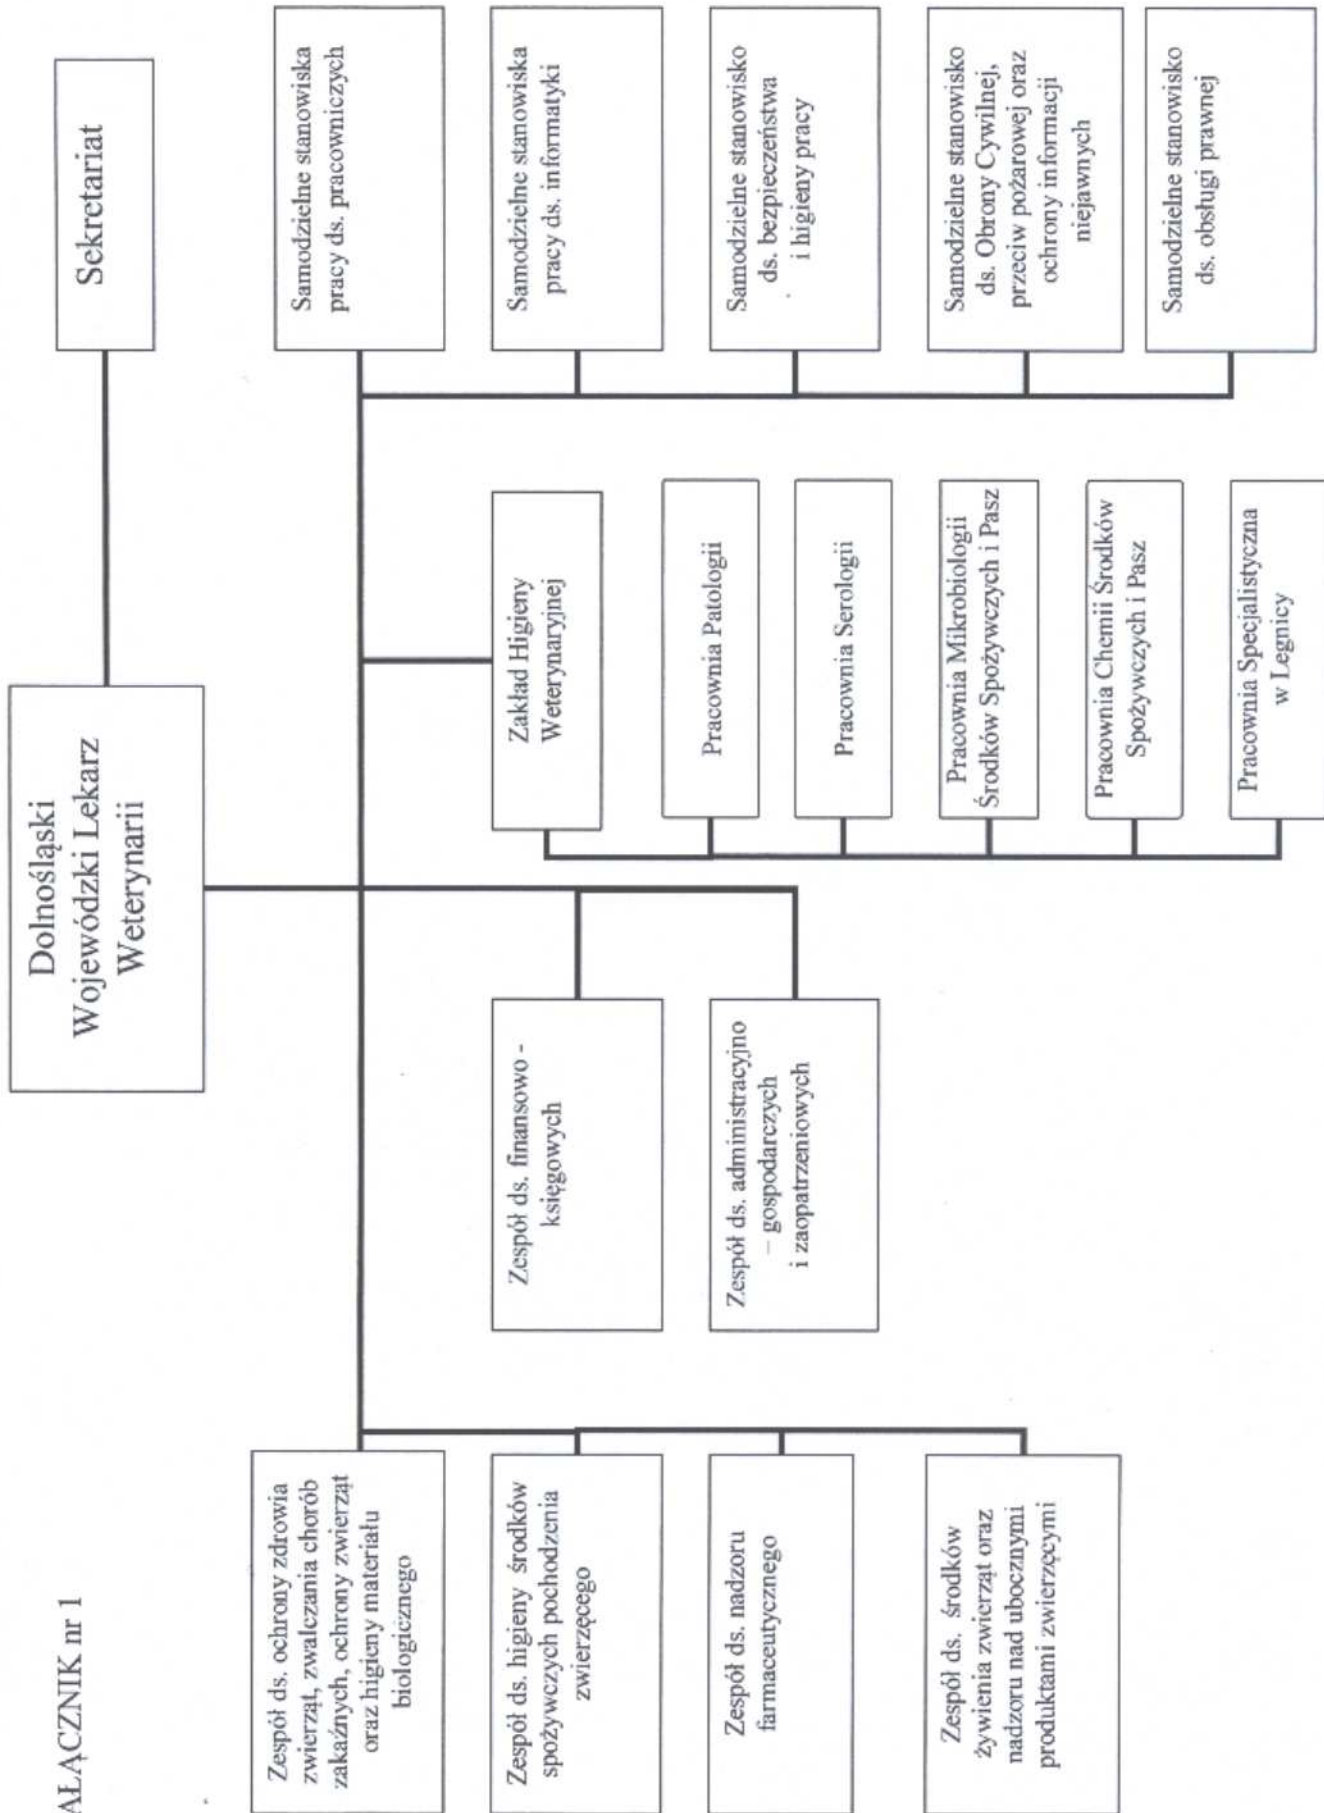 AŁĄCZNIK nr 1
Dolnośląski
Wojewódzki Lekarz
Weterynarii
Sekretariat
Zespół ds. ochrony zdrowia
zwierząt, zwalczania chorób
zakaźnych, ochrony zwierząt
oraz higieny materiału
biologicznego
Zespół ds. higieny środków
spożywczych pochodzenia
zwierzęcego
Zespół ds. nadzoru
farmaceutycznego
Zespół ds. środków
żywienia zwierząt oraz
nadzoru nad ubocznymi
produktami zwierzęcymi
Zespół ds. finansowo -
księgowych
Zespół ds. administracyjno
– gospodarczych
i zaopatrzeniowych
Zakład Higieny
Weterynaryjnej
Pracownia Patologii
Pracownia Serologii
Pracownia Mikrobiologii
Środków Spożywczych i Pasz
Pracownia Chemii Środków
Spożywczych i Pasz
Pracownia Specjalistyczna
w Legnicy
Samodzielne stanowiska
pracy ds. pracowniczych
Samodzielne stanowiska
pracy ds. informatyki
Samodzielne stanowisko
ds. bezpieczeństwa
i higieny pracy
Samodzielne stanowisko
ds. Obrony Cywilnej,
przeciw pożarowej oraz
ochrony informacji
niejawnych
Samodzielne stanowisko
ds. obsługi prawnej